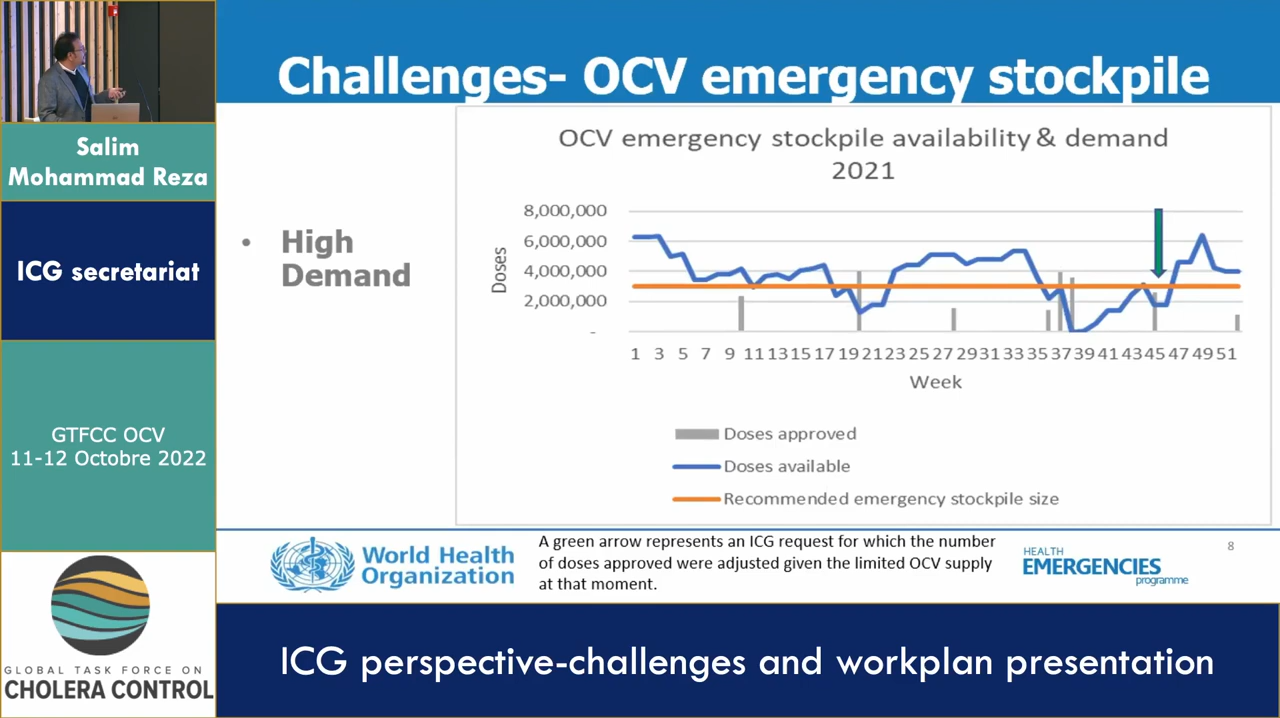 Challenges- OCV emergency stockpile
Salim
Mohammad Reza
ICG secretariat
GTFCC OCV
11-12 Octobre 2022
GLOBAL TASK FORCE ON
CHOLERA CONTROL
• High
Demand
OCV emergency stockpile availability & demand
2021
Doses
8,000,000
6,000,000
4,000,000
2,000,000
-
1 3 5 7 9 11 13 15 17 19 21 23 25 27 29 31 33 35 37 39 41 43 45 47 49 51
Week
Doses approved
Doses available
Recommended emergency stockpile size
World Health
Organization
A green arrow represents an ICG request for which the number
of doses approved were adjusted given the limited OCV supply
at that moment.
HEALTH
EMERGENCIES
programme
8
ICG perspective-challenges and workplan presentation